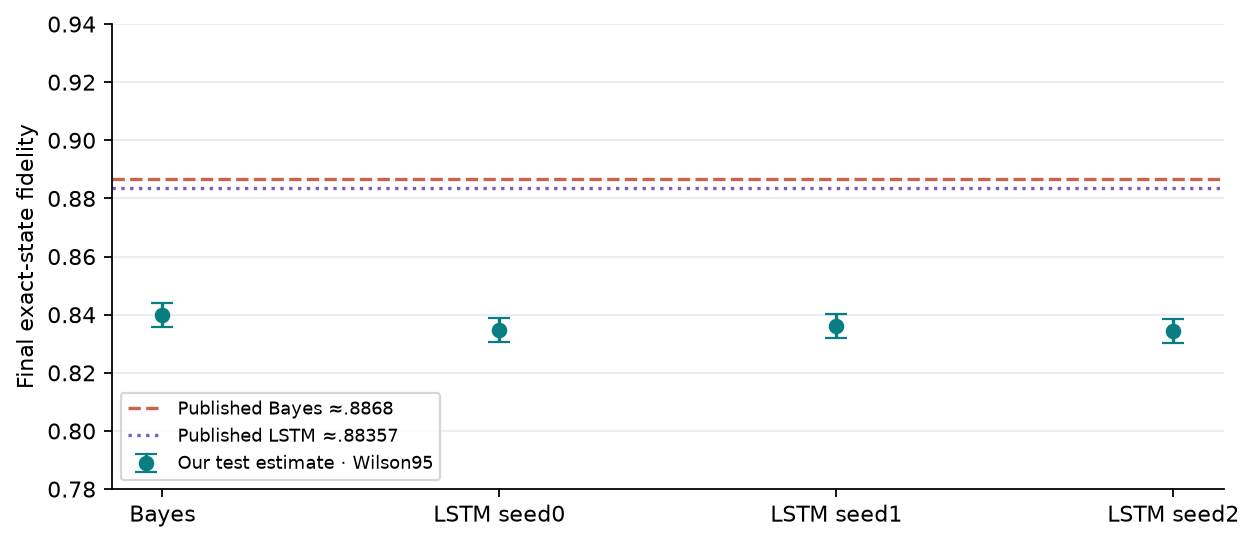 Final exact-state fidelity
0.94
0.92
0.90
0.88
0.86
0.84
0.82
0.80
0.78
Published Bayes ≈.8868
Published LSTM ≈.88357
Our test estimate · Wilson95
Bayes
LSTM seed0
LSTM seed1
LSTM seed2